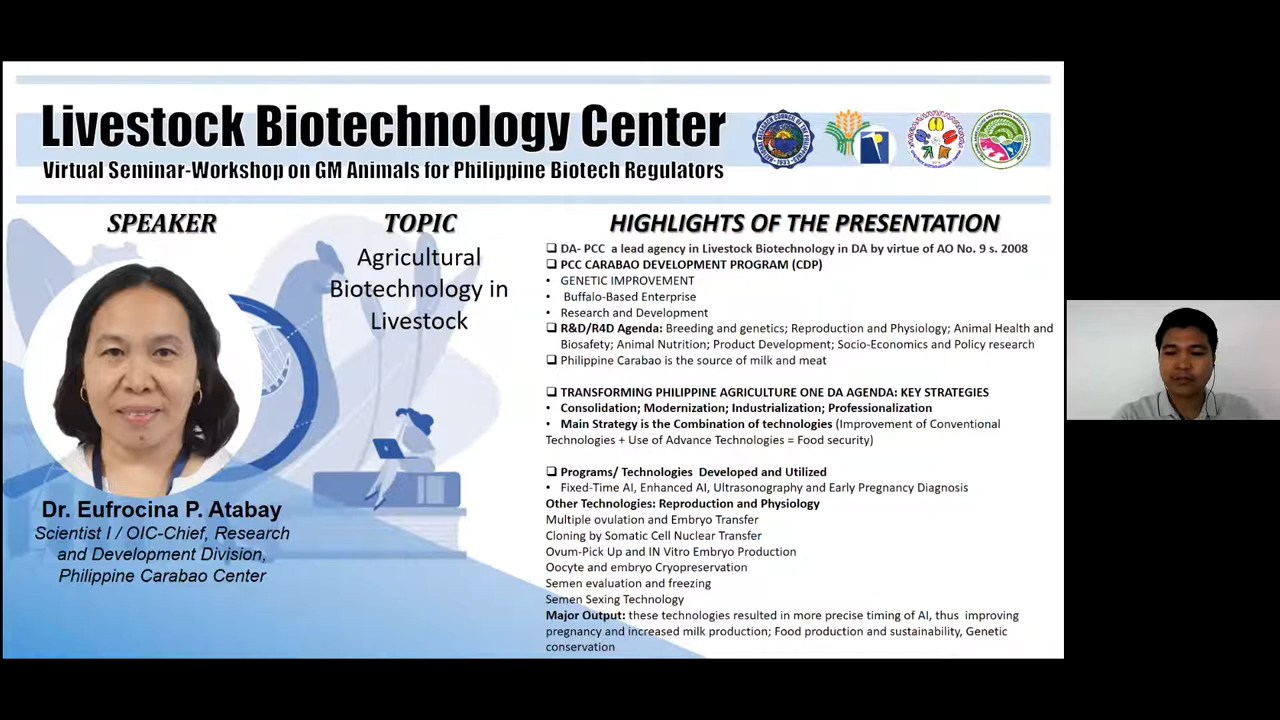 Livestock Biotechnology Center
Virtual Seminar-Workshop on GM Animals for Philippine Biotech Regulators
SPEAKER
Dr. Eufrocina P. Atabay
Scientist I / OIC-Chief, Research
and Development Division,
Philippine Carabao Center
TOPIC
Agricultural
Biotechnology in
Livestock
HIGHLIGHTS OF THE PRESENTATION
❑ DA- PCC a lead agency in Livestock Biotechnology in DA by virtue of AO No. 9 s. 2008
❑ PCC CARABAO DEVELOPMENT PROGRAM (CDP)
• GENETIC IMPROVEMENT
• Buffalo-Based Enterprise
• Research and Development
❑ R&D/R4D Agenda: Breeding and genetics; Reproduction and Physiology; Animal Health and
Biosafety; Animal Nutrition; Product Development; Socio-Economics and Policy research
❑ Philippine Carabao is the source of milk and meat
❑ TRANSFORMING PHILIPPINE AGRICULTURE ONE DA AGENDA: KEY STRATEGIES
• Consolidation; Modernization; Industrialization; Professionalization
• Main Strategy is the Combination of technologies (Improvement of Conventional
Technologies + Use of Advance Technologies = Food security)
❑ Programs/ Technologies Developed and Utilized
• Fixed-Time AI, Enhanced AI, Ultrasonography and Early Pregnancy Diagnosis
Other Technologies: Reproduction and Physiology
Multiple ovulation and Embryo Transfer
Cloning by Somatic Cell Nuclear Transfer
Ovum-Pick Up and IN Vitro Embryo Production
Oocyte and embryo Cryopreservation
Semen evaluation and freezing
Semen Sexing Technology
Major Output: these technologies resulted in more precise timing of AI, thus improving
pregnancy and increased milk production; Food production and sustainability, Genetic
conservation